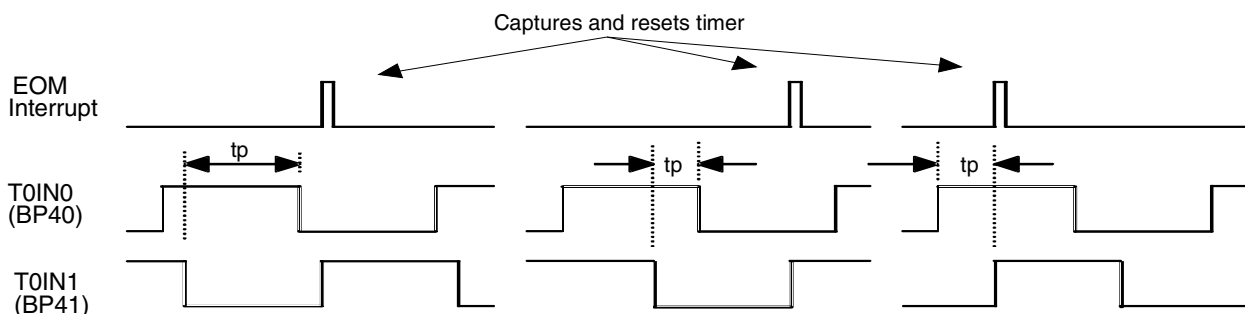 Captures and resets timer
EOM
Interrupt
tp
tp
tp
T0IN0
(BP40)
T0IN1
(BP41)